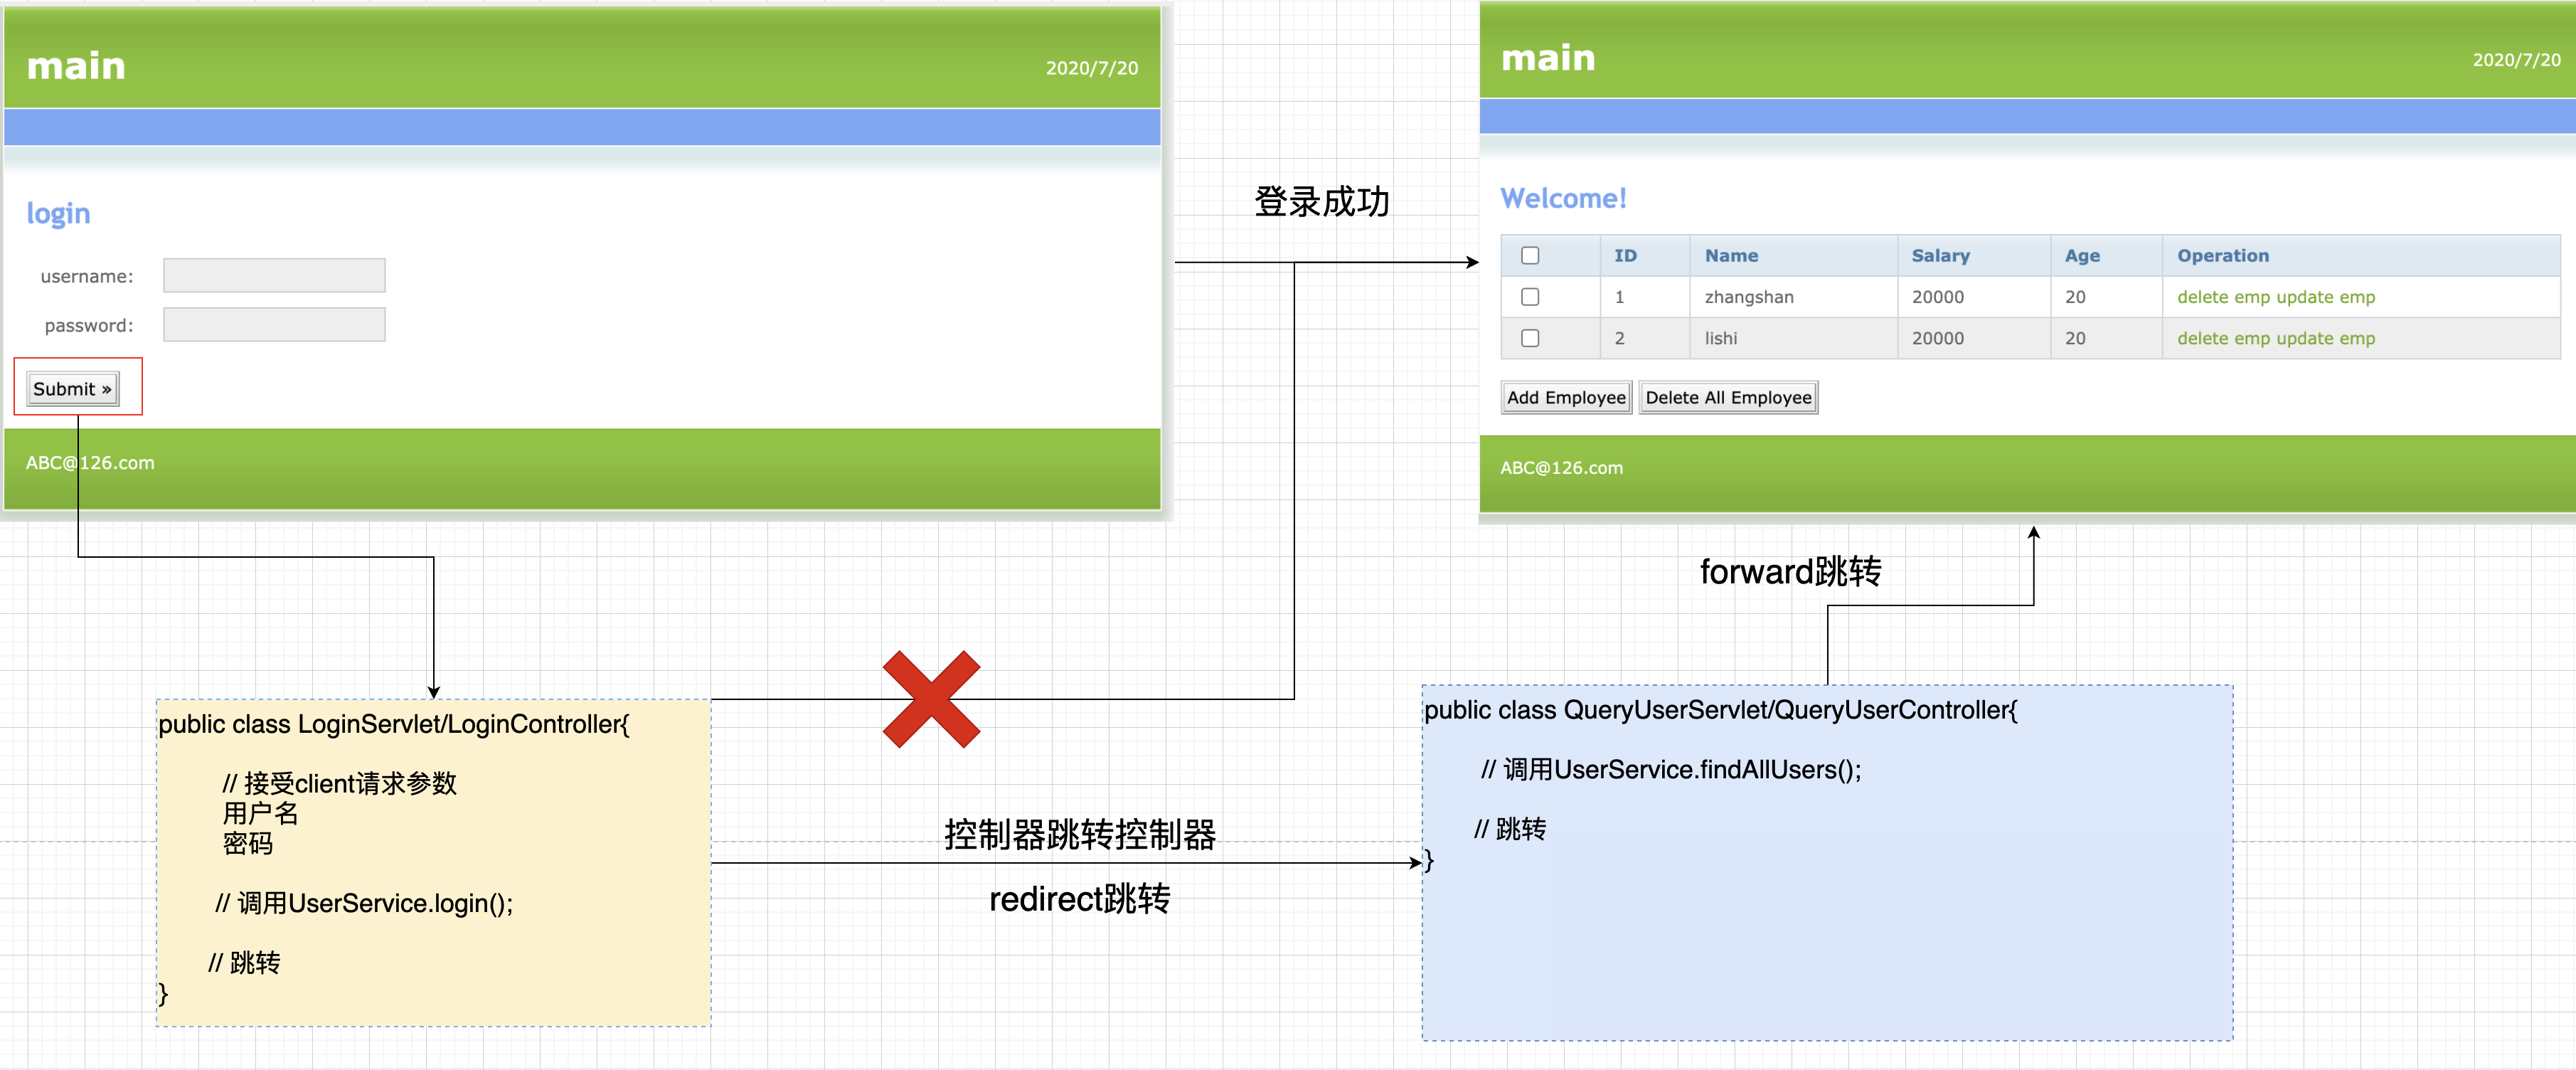 main
2020/7/20
login
username:
password:
Submit »
ABC@126.com
登录成功
main
2020/7/20
Welcome!
ID Name Salary Age Operation
1 zhangshan 20000 20 delete emp update emp
2 lishi 20000 20 delete emp update emp
Add Employee Delete All Employee
ABC@126.com
forward跳转
public class LoginServlet/LoginController{
// 接受client请求参数
用户名
密码
// 调用UserService.login();
// 跳转
}
控制器跳转控制器
redirect跳转
public class QueryUserServlet/QueryUserController{
// 调用UserService.findAllUsers();
// 跳转
}